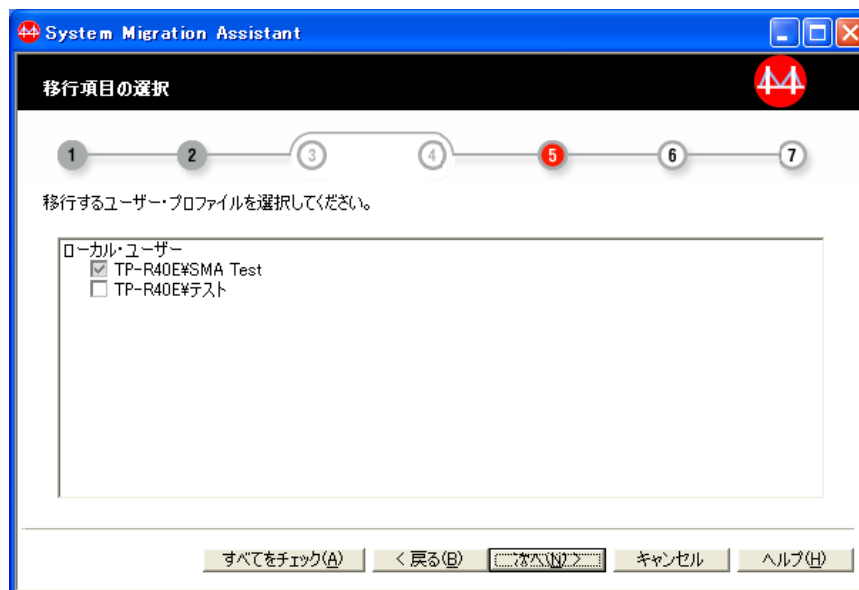 System Migration Assistant
移行項目の選択
1 2 3 4 5 6 7
移行するユーザー・プロファイルを選択してください。
ローカル・ユーザー
TP-R40E¥SMA Test
TP-R40E¥テスト
すべてをチェック(A) < 戻る(B) 次へ(N) > キャンセル ヘルプ(H)